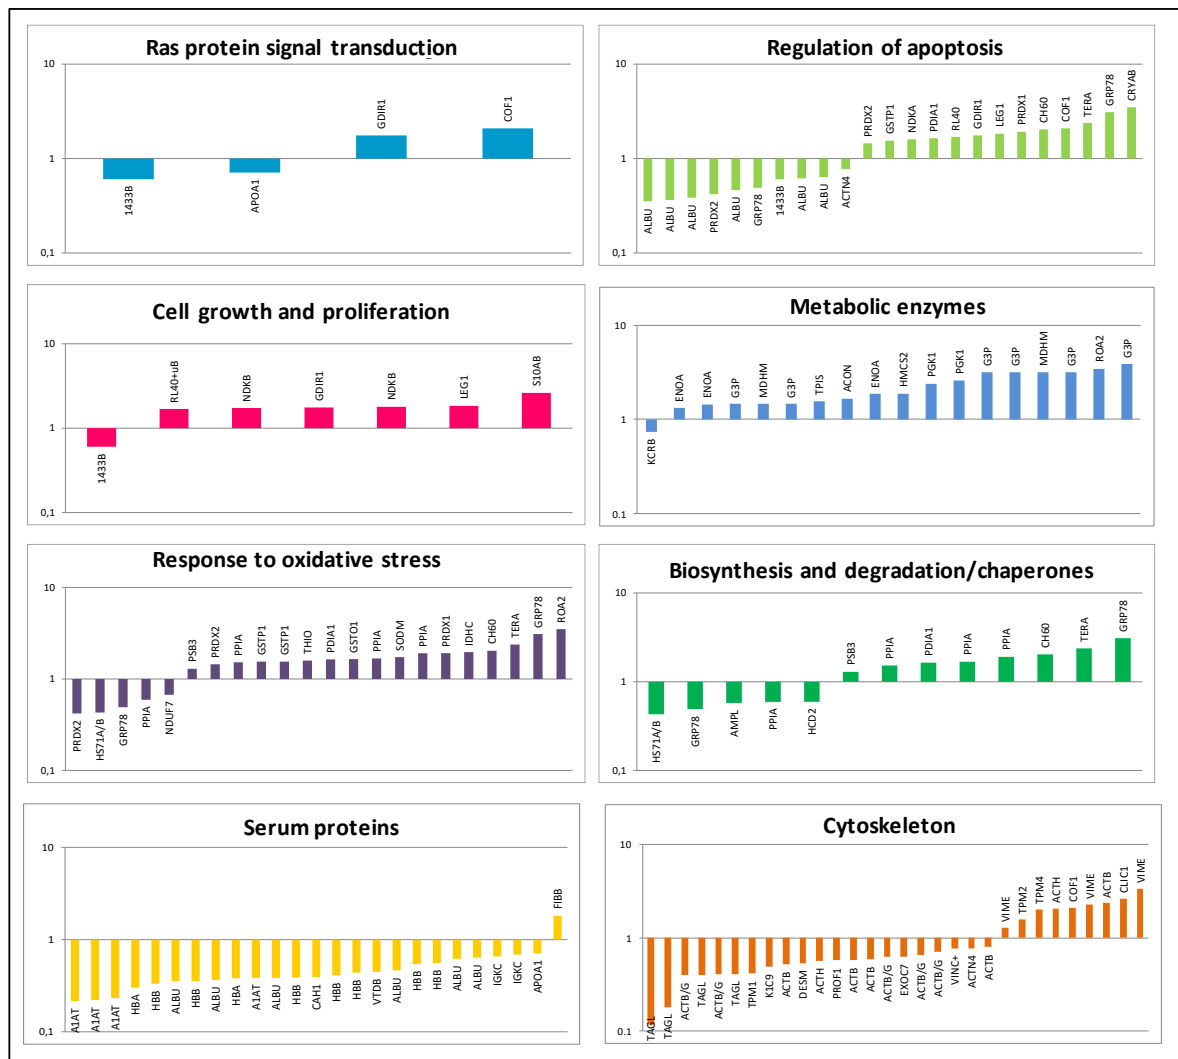 Ras protein signal transduction
10
1
0,1
1433B
APOA1
GDIR1
COF1
Regulation of apoptosis
10
1
0,1
ALBU
ALBU
ALBU
PRDX2
ALBU
GRP78
1433B
ALBU
ALBU
ACTN4
PRDX2
GSTP1
NDKA
PDIA1
RL40
GDIR1
LEG1
PRDX1
CH60
COF1
TERA
GRP78
CRYAB
Cell growth and proliferation
10
1
0,1
1433B
RL40+uB
NDKB
GDIR1
NDKB
LEG1
S10AB
Metabolic enzymes
10
1
0.1
KCRB
ENOA
ENOA
G3P
MDHM
G3P
TPIS
ACON
ENOA
HMCS2
PGK1
PGK1
G3P
G3P
MDHM
G3P
ROA2
G3P
Response to oxidative stress
10
1
0,1
PRDX2
HS71A/B
GRP78
PPIA
NDUF7
PSB3
PRDX2
PPIA
GSTP1
GSTP1
THIO
PDIA1
GSTO1
PPIA
SODM
PPIA
PRDX1
IDHC
CH60
TERA
GRP78
ROA2
Biosynthesis and degradation/chaperones
10
1
0,1
HS71A/B
GRP78
AMPL
PPIA
HCD2
PSB3
PPIA
PDIA1
PPIA
PPIA
CH60
TERA
GRP78
Serum proteins
10
1
0,1
A1AT
A1AT
A1AT
HBA
HBB
ALBU
HBB
ALBU
HBA
A1AT
ALBU
HBB
CAH1
HBB
HBB
VTDB
ALBU
HBB
HBB
ALBU
ALBU
IGKC
IGKC
APOA1
FIBB
Cytoskeleton
10
1
0.1
TAGL
TAGL
ACTB/G
TAGL
ACTB/G
TAGL
TPM1
K1C9
ACTB
DESM
ACTH
PROF1
ACTB
ACTB
ACTB/G
EXOC7
ACTB/G
ACTB/G
VINC+
ACTN4
ACTB
VIME
TPM2
TPM4
ACTH
COF1
VIME
ACTB
CLIC1
VIME